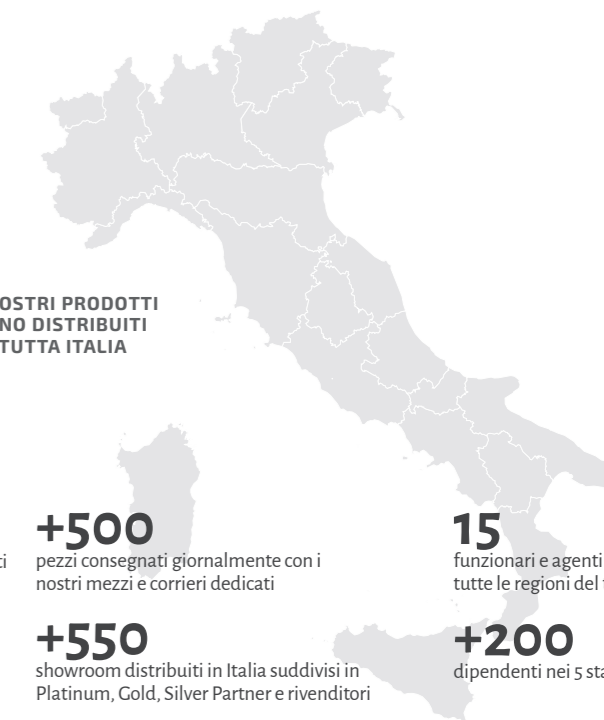 OSTRI PRODOTTI
NO DISTRIBUITI
TUTTA ITALIA
+500
ti pezzi consegnati giornalmente con i
nostri mezzi e corrieri dedicati
+550
showroom distribuiti in Italia suddivisi in
Platinum, Gold, Silver Partner e rivenditori
15
funzionari e agenti
tutte le regioni del
+200
dipendenti nei 5 sta